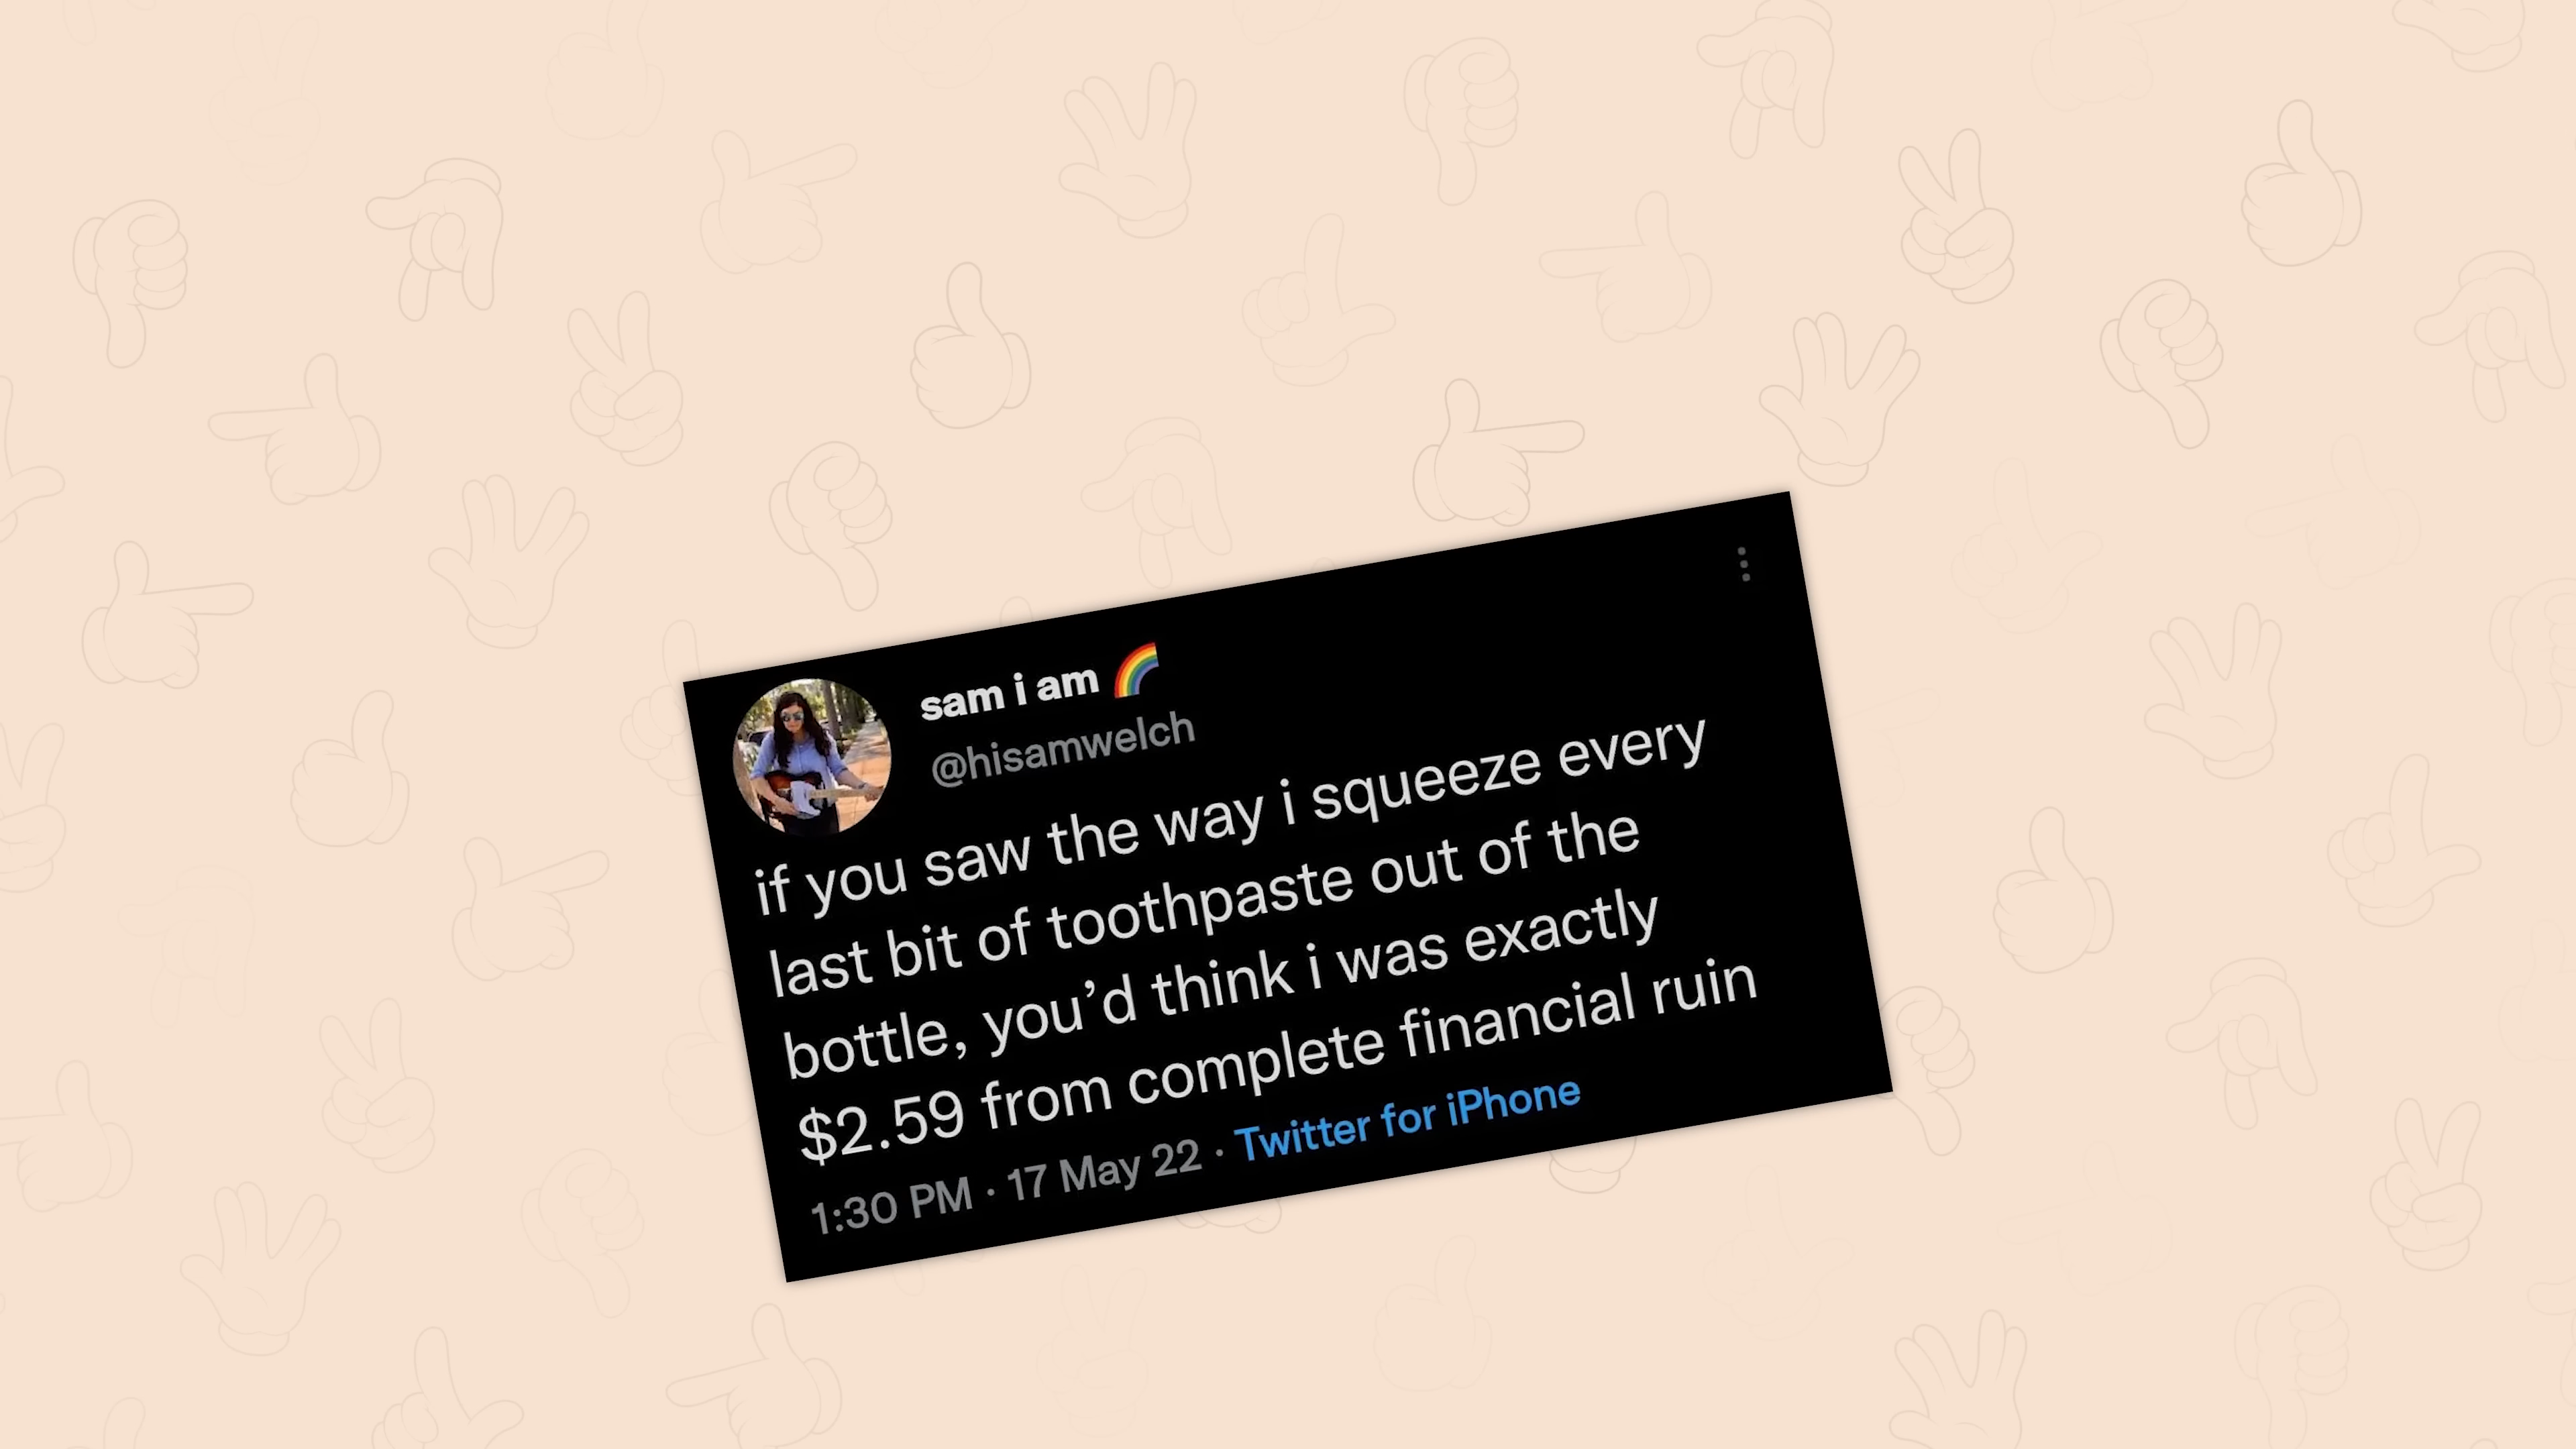 sam i am 🌈
@hisamwelch
if you saw the way i squeeze every
last bit of toothpaste out of the
bottle, you’d think i was exactly
$2.59 from complete financial ruin
1:30 PM · 17 May 22 · Twitter for iPhone